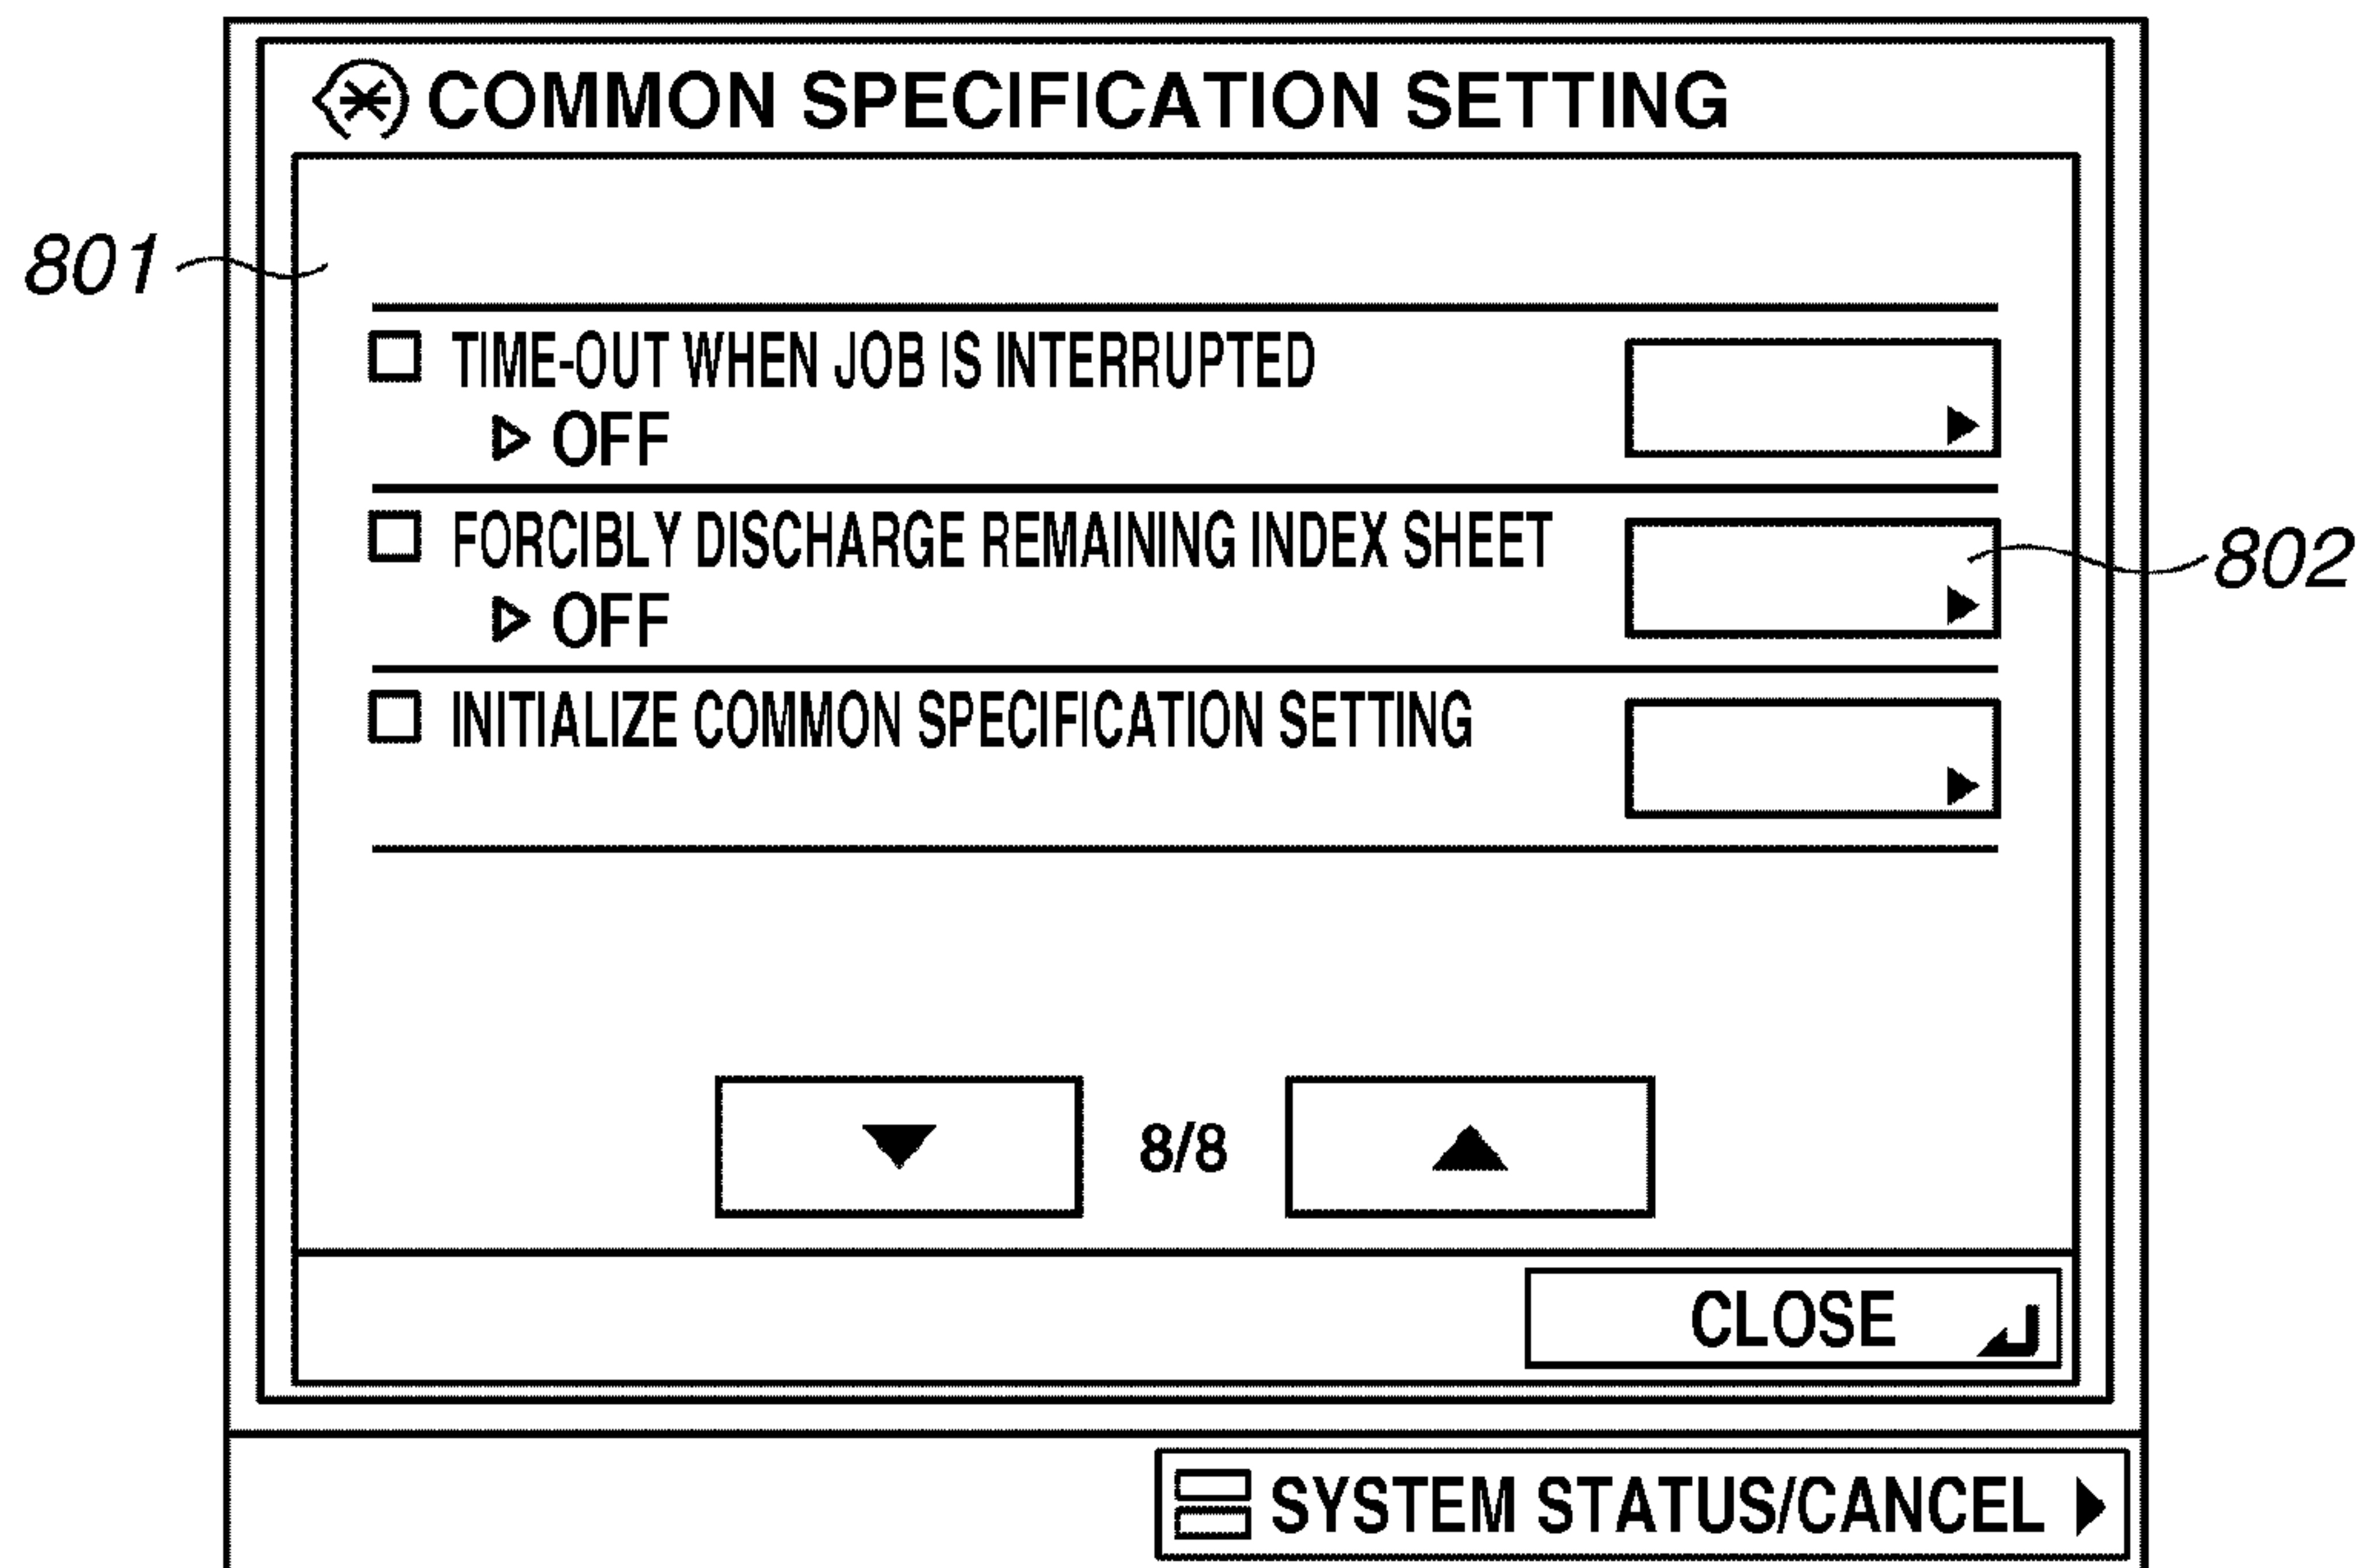 COMMON SPECIFICATION SETTING
801
TIME-OUT WHEN JOB IS INTERRUPTED
OFF
FORCIBLY DISCHARGE REMAINING INDEX SHEET
802
OFF
INITIALIZE COMMON SPECIFICATION SETTING
8/8
CLOSE
SYSTEM STATUS/CANCEL